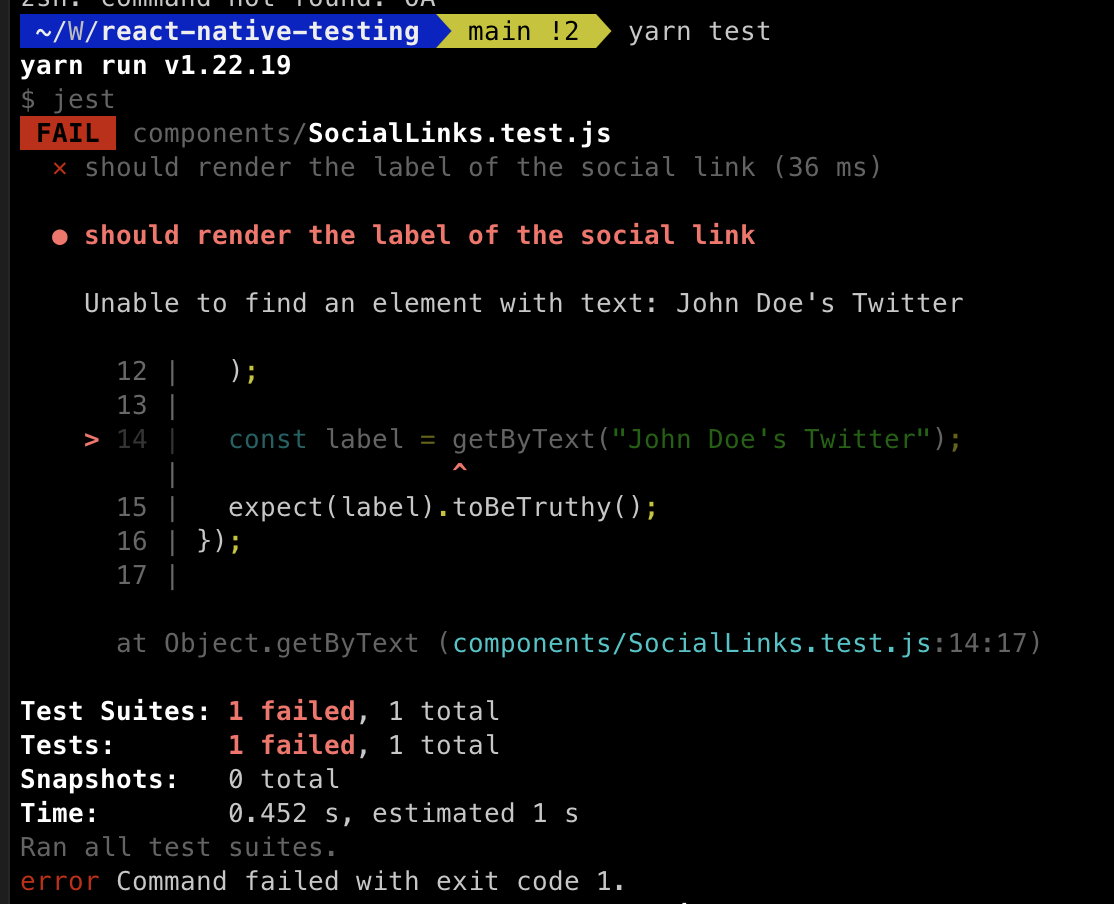 zsh: command not found: OA
~/W/react-native-testing main !2 yarn test
yarn run v1.22.19
$ jest
FAIL components/SocialLinks.test.js
✕ should render the label of the social link (36 ms)
● should render the label of the social link
Unable to find an element with text: John Doe's Twitter
12 | );
13 |
> 14 | const label = getByText("John Doe's Twitter");
| ^
15 | expect(label).toBeTruthy();
16 | });
17 |
at Object.getByText (components/SocialLinks.test.js:14:17)
Test Suites: 1 failed, 1 total
Tests: 1 failed, 1 total
Snapshots: 0 total
Time: 0.452 s, estimated 1 s
Ran all test suites.
error Command failed with exit code 1.